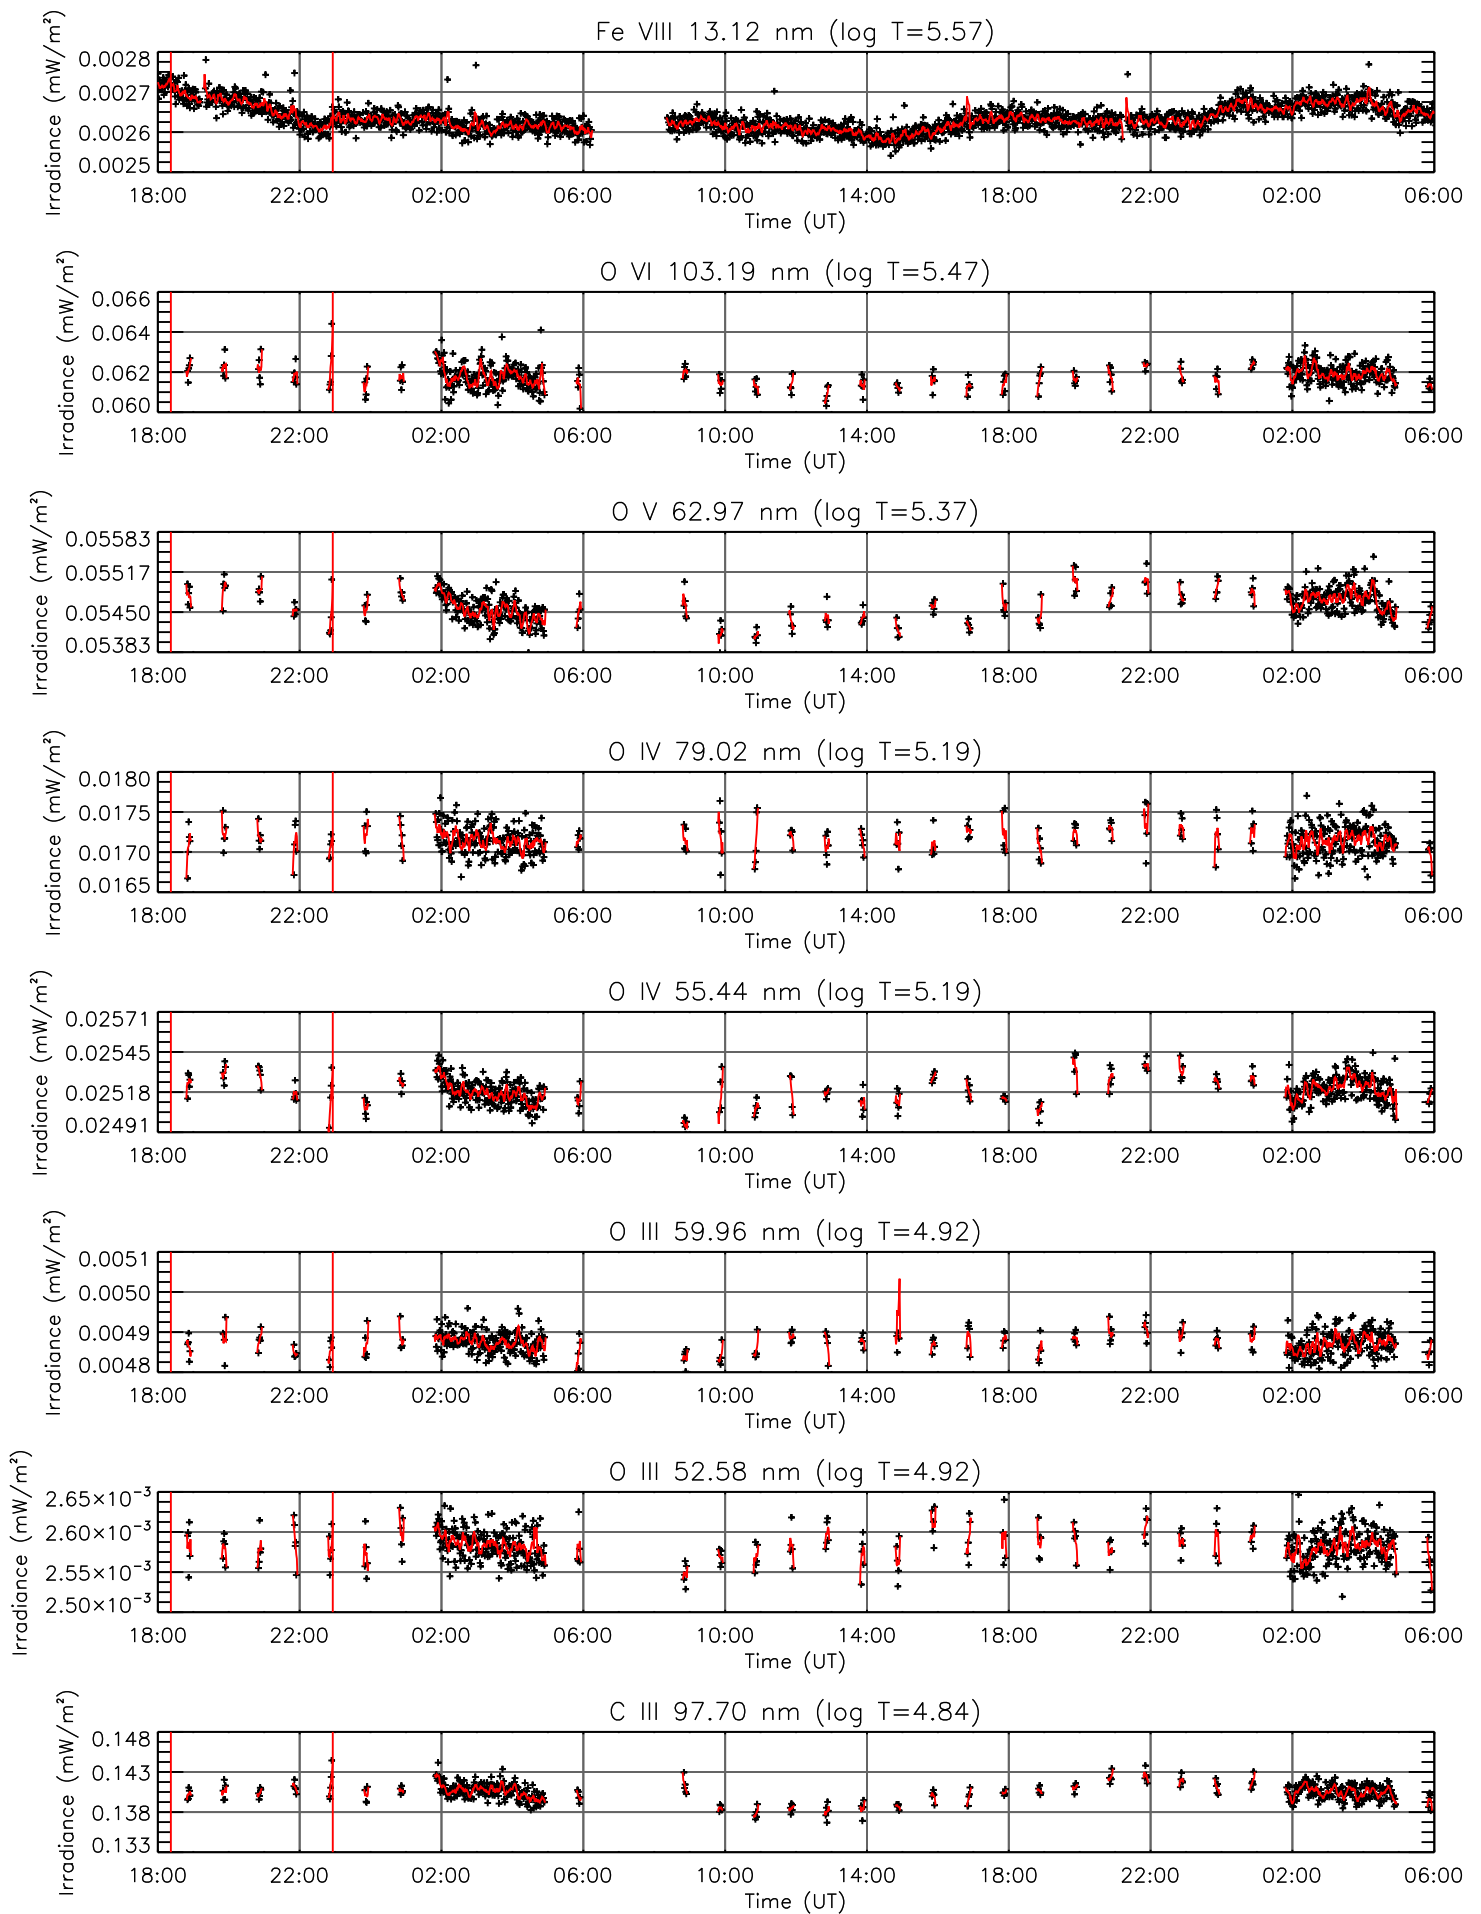 Fe VIII 13.12 nm (log T=5.57)
Irradiance (mW/m²)
0.0028
0.0027
0.0026
0.0025
18:00 22:00 02:00 06:00 10:00 14:00 18:00 22:00 02:00 06:00
Time (UT)
O VI 103.19 nm (log T=5.47)
Irradiance (mW/m²)
0.066
0.064
0.062
0.060
18:00 22:00 02:00 06:00 10:00 14:00 18:00 22:00 02:00 06:00
Time (UT)
O V 62.97 nm (log T=5.37)
Irradiance (mW/m²)
0.05583
0.05517
0.05450
0.05383
18:00 22:00 02:00 06:00 10:00 14:00 18:00 22:00 02:00 06:00
Time (UT)
O IV 79.02 nm (log T=5.19)
Irradiance (mW/m²)
0.0180
0.0175
0.0170
0.0165
18:00 22:00 02:00 06:00 10:00 14:00 18:00 22:00 02:00 06:00
Time (UT)
O IV 55.44 nm (log T=5.19)
Irradiance (mW/m²)
0.02571
0.02545
0.02518
0.02491
18:00 22:00 02:00 06:00 10:00 14:00 18:00 22:00 02:00 06:00
Time (UT)
O III 59.96 nm (log T=4.92)
Irradiance (mW/m²)
0.0051
0.0050
0.0049
0.0048
18:00 22:00 02:00 06:00 10:00 14:00 18:00 22:00 02:00 06:00
Time (UT)
O III 52.58 nm (log T=4.92)
Irradiance (mW/m²)
2.65×10⁻³
2.60×10⁻³
2.55×10⁻³
2.50×10⁻³
18:00 22:00 02:00 06:00 10:00 14:00 18:00 22:00 02:00 06:00
Time (UT)
C III 97.70 nm (log T=4.84)
Irradiance (mW/m²)
0.148
0.143
0.138
0.133
18:00 22:00 02:00 06:00 10:00 14:00 18:00 22:00 02:00 06:00
Time (UT)